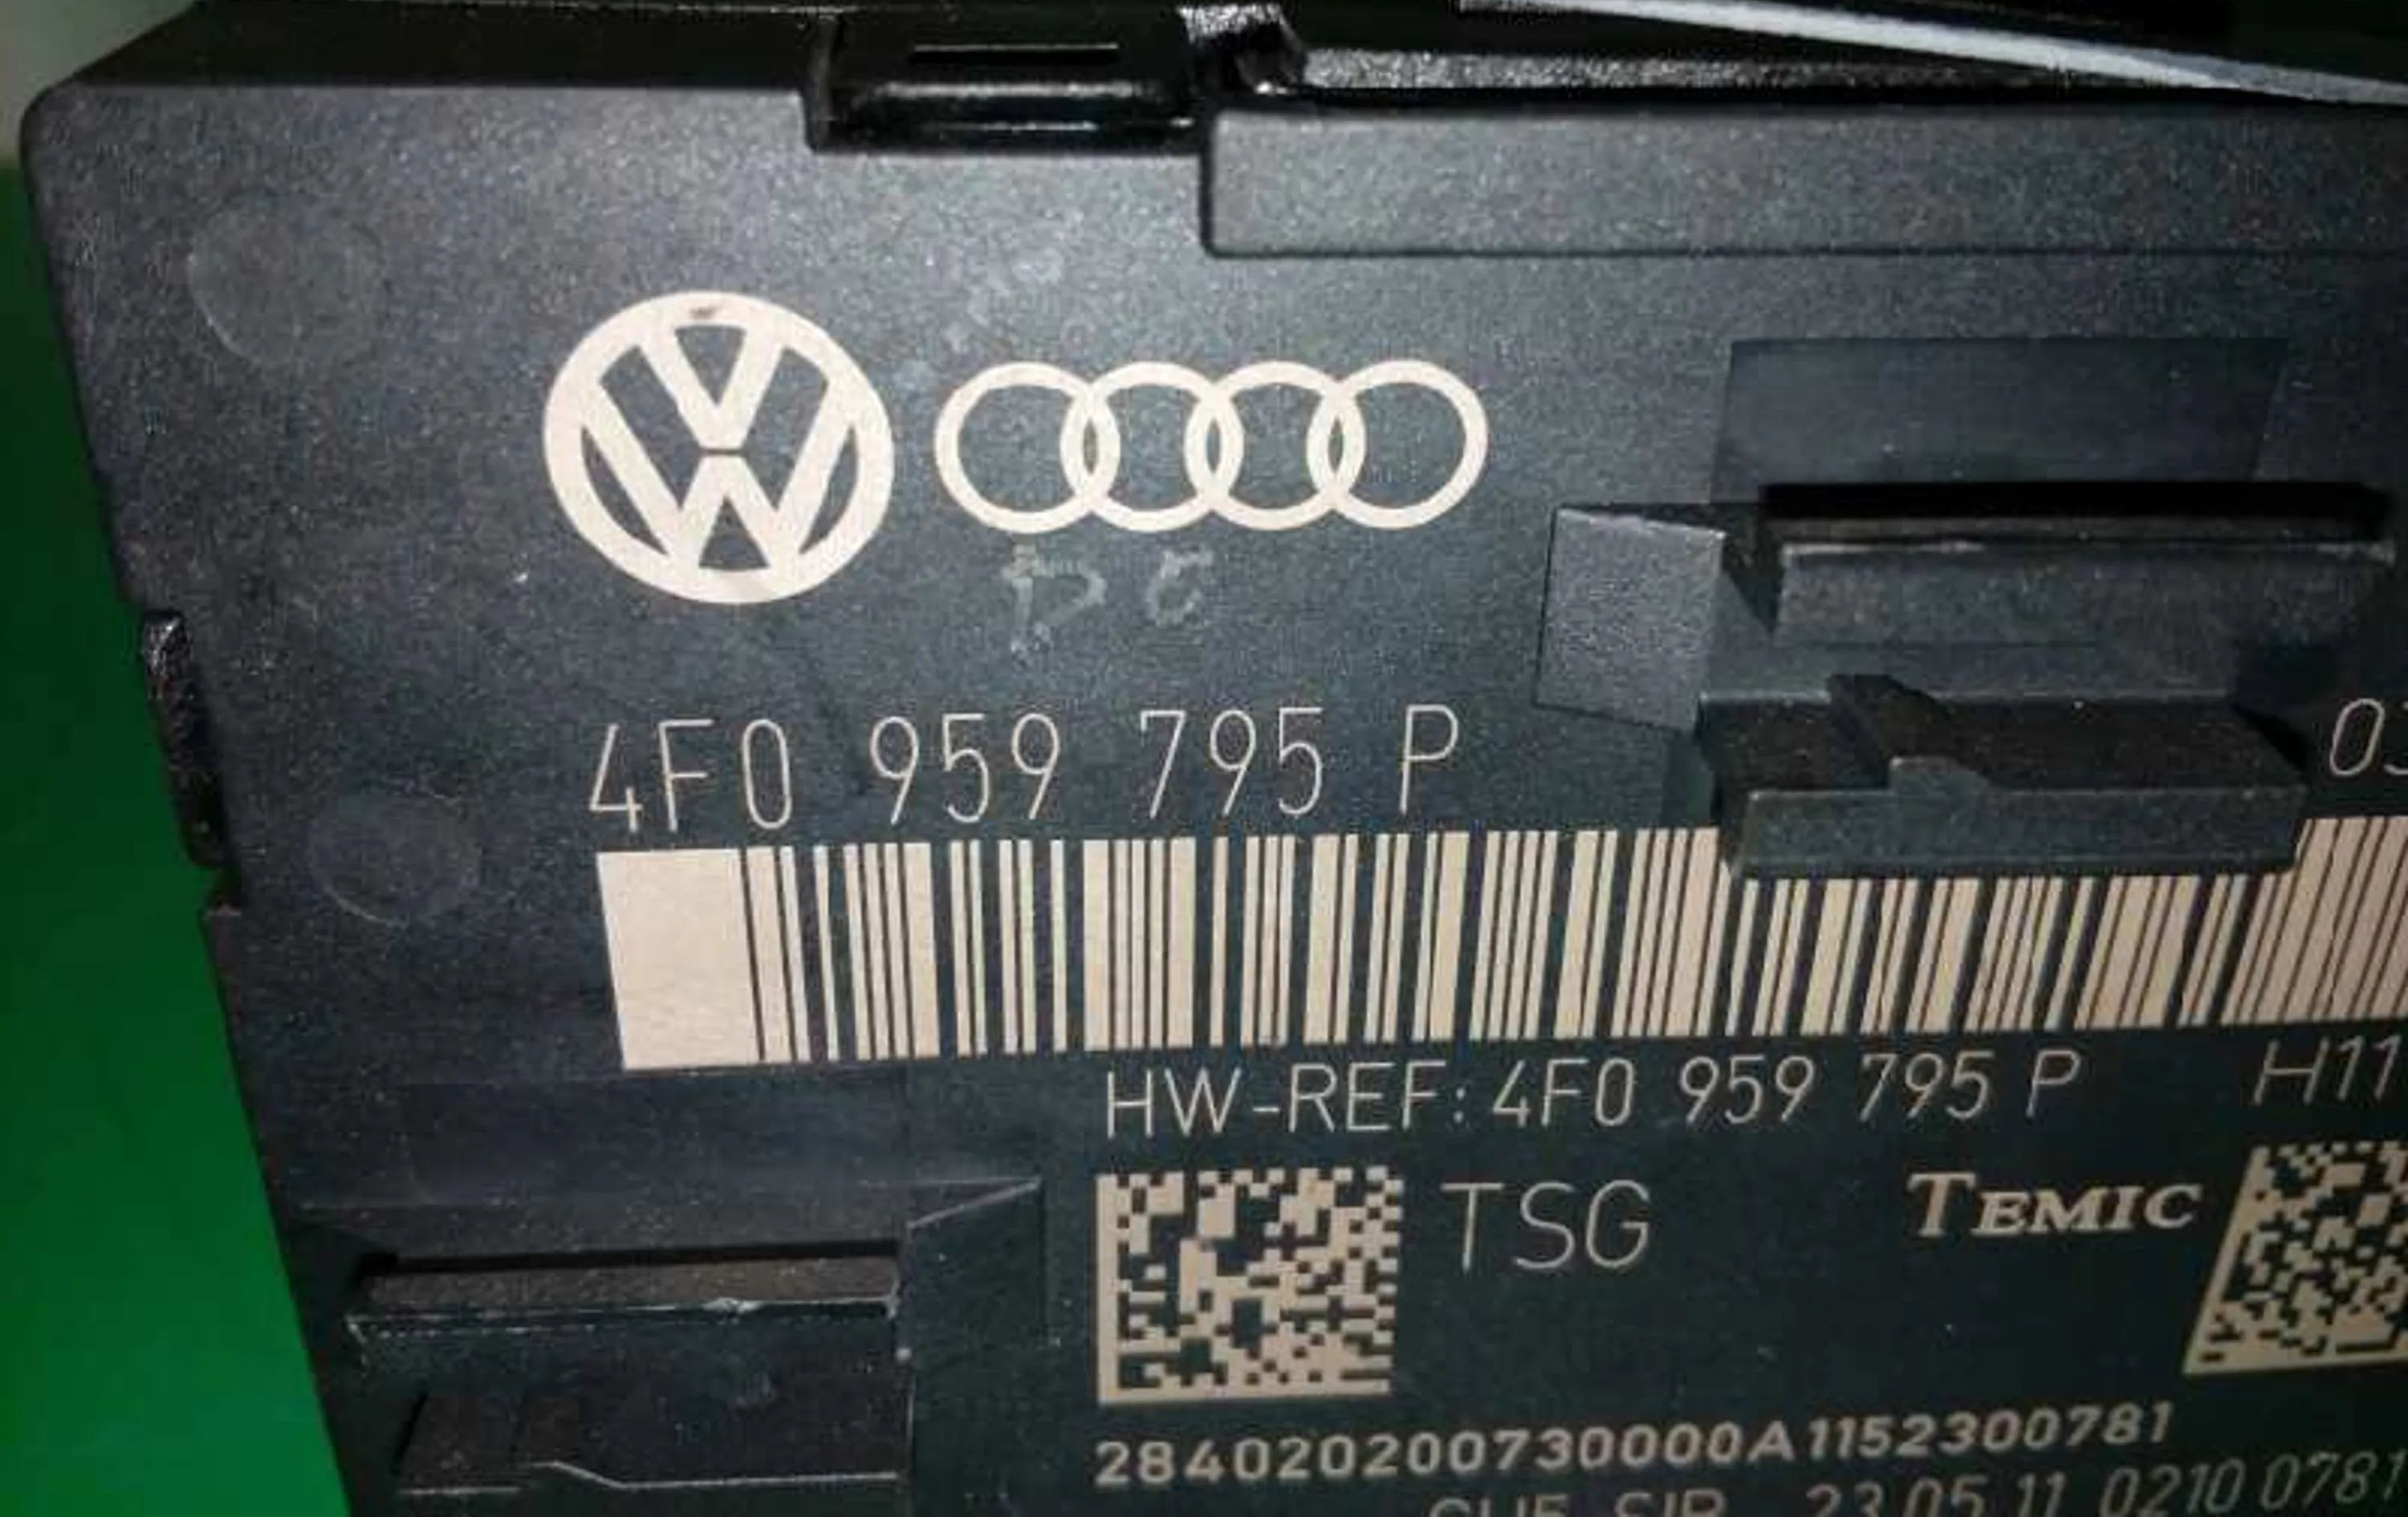 4F0 959 795 P
HW-REF: 4F0 959 795 P H11
TSG TEMIC
284020200730000A1152300781
23.05.11 0210 0781